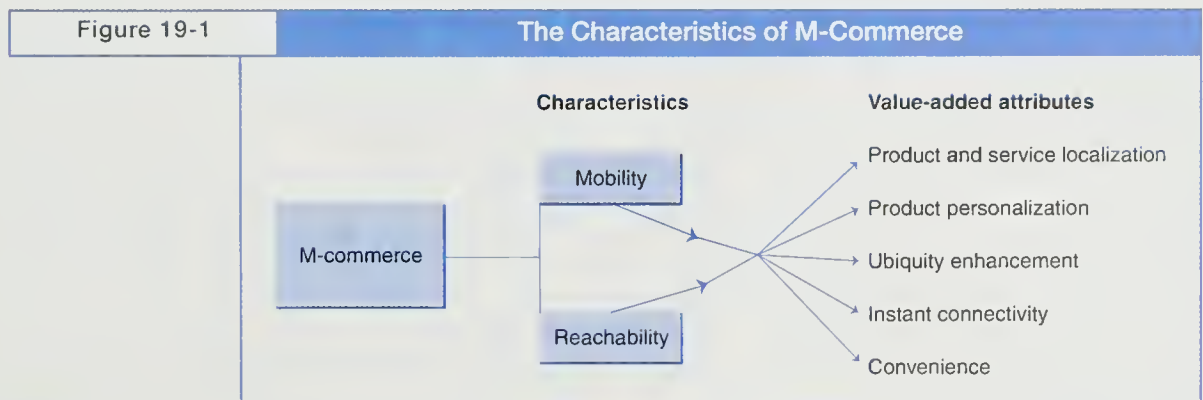 Figure 19-1
The Characteristics of M-Commerce
Characteristics
Value-added attributes
M-commerce
Mobility
Reachability
Product and service localization
Product personalization
Ubiquity enhancement
Instant connectivity
Convenience